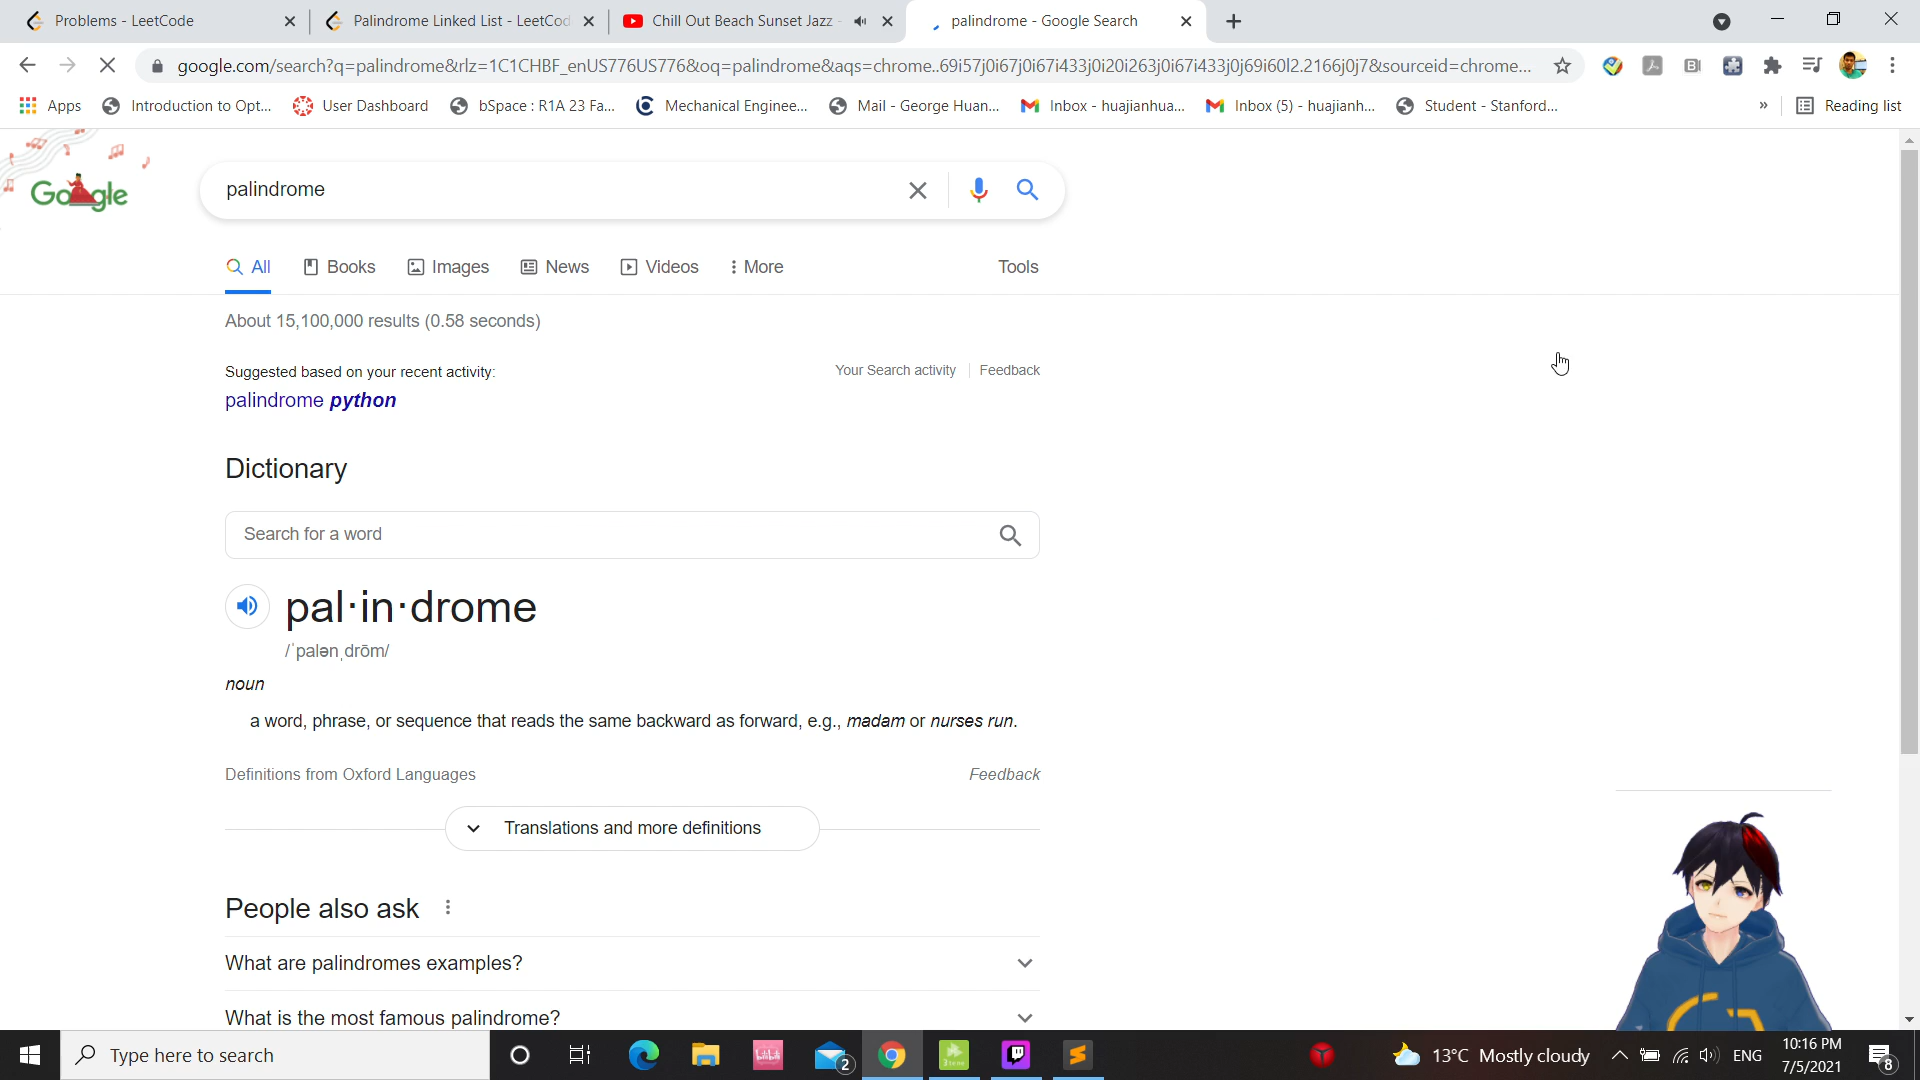 Problems - LeetCode
Palindrome Linked List - LeetCod
Chill Out Beach Sunset Jazz -
palindrome - Google Search
google.com/search?q=palindrome&rlz=1C1CHBF_enUS776US776&oq=palindrome&aqs=chrome..69i57j0i67j0i67i433j0i20i263j0i67i433j0j69i60l2.2166j0j7&sourceid=chrome...
Apps
Introduction to Opt...
User Dashboard
bSpace : R1A 23 Fa...
Mechanical Enginee...
Mail - George Huan...
Inbox - huajianhua...
Inbox (5) - huajianh...
Student - Stanford...
»
Reading list
Google
palindrome
All
Books
Images
News
Videos
More
Tools
About 15,100,000 results (0.58 seconds)
Suggested based on your recent activity:
Your Search activity
Feedback
palindrome python
Dictionary
Search for a word
pal·in·drome
/ˈpalənˌdrōm/
noun
a word, phrase, or sequence that reads the same backward as forward, e.g., madam or nurses run.
Definitions from Oxford Languages
Feedback
Translations and more definitions
People also ask
What are palindromes examples?
What is the most famous palindrome?
Type here to search
2
13°C Mostly cloudy
ENG
10:16 PM
7/5/2021
8